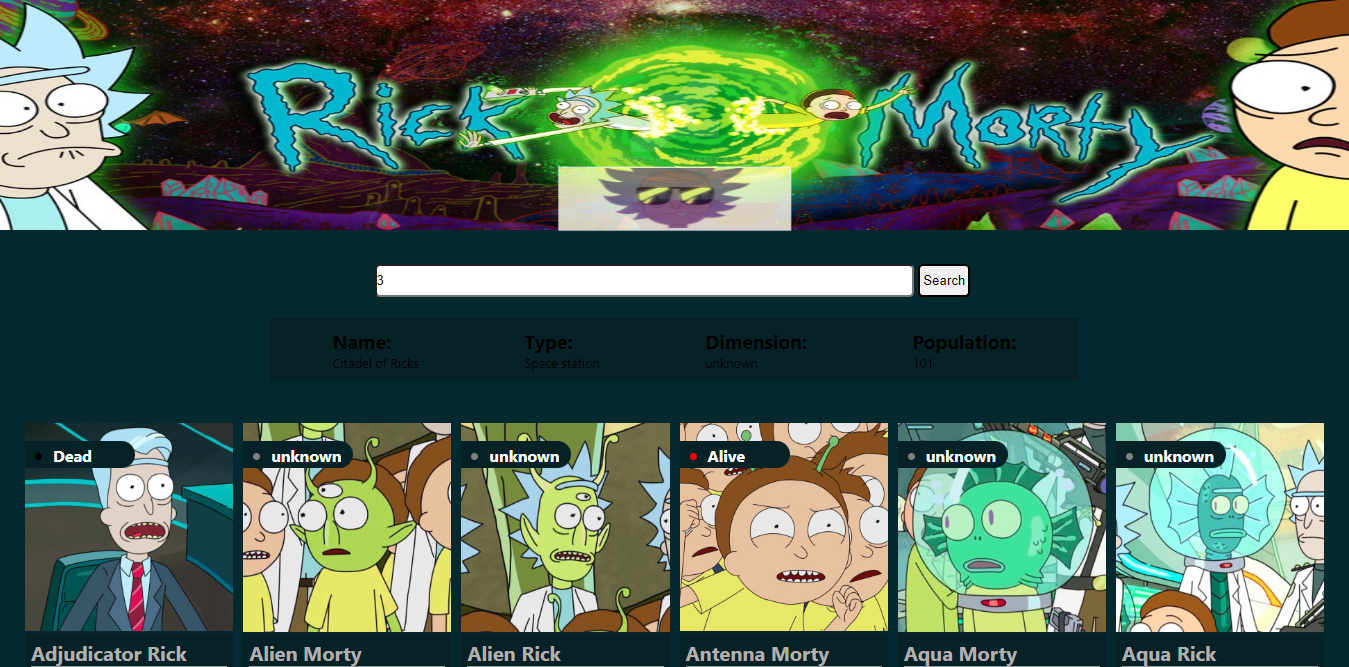 Rick Morty
3 Search
Name: Type: Dimension: Population:
Citadel of Ricks Space station unknown 101
Dead unknown unknown Alive unknown unknown
Adjudicator Rick Alien Morty Alien Rick Antenna Morty Aqua Morty Aqua Rick